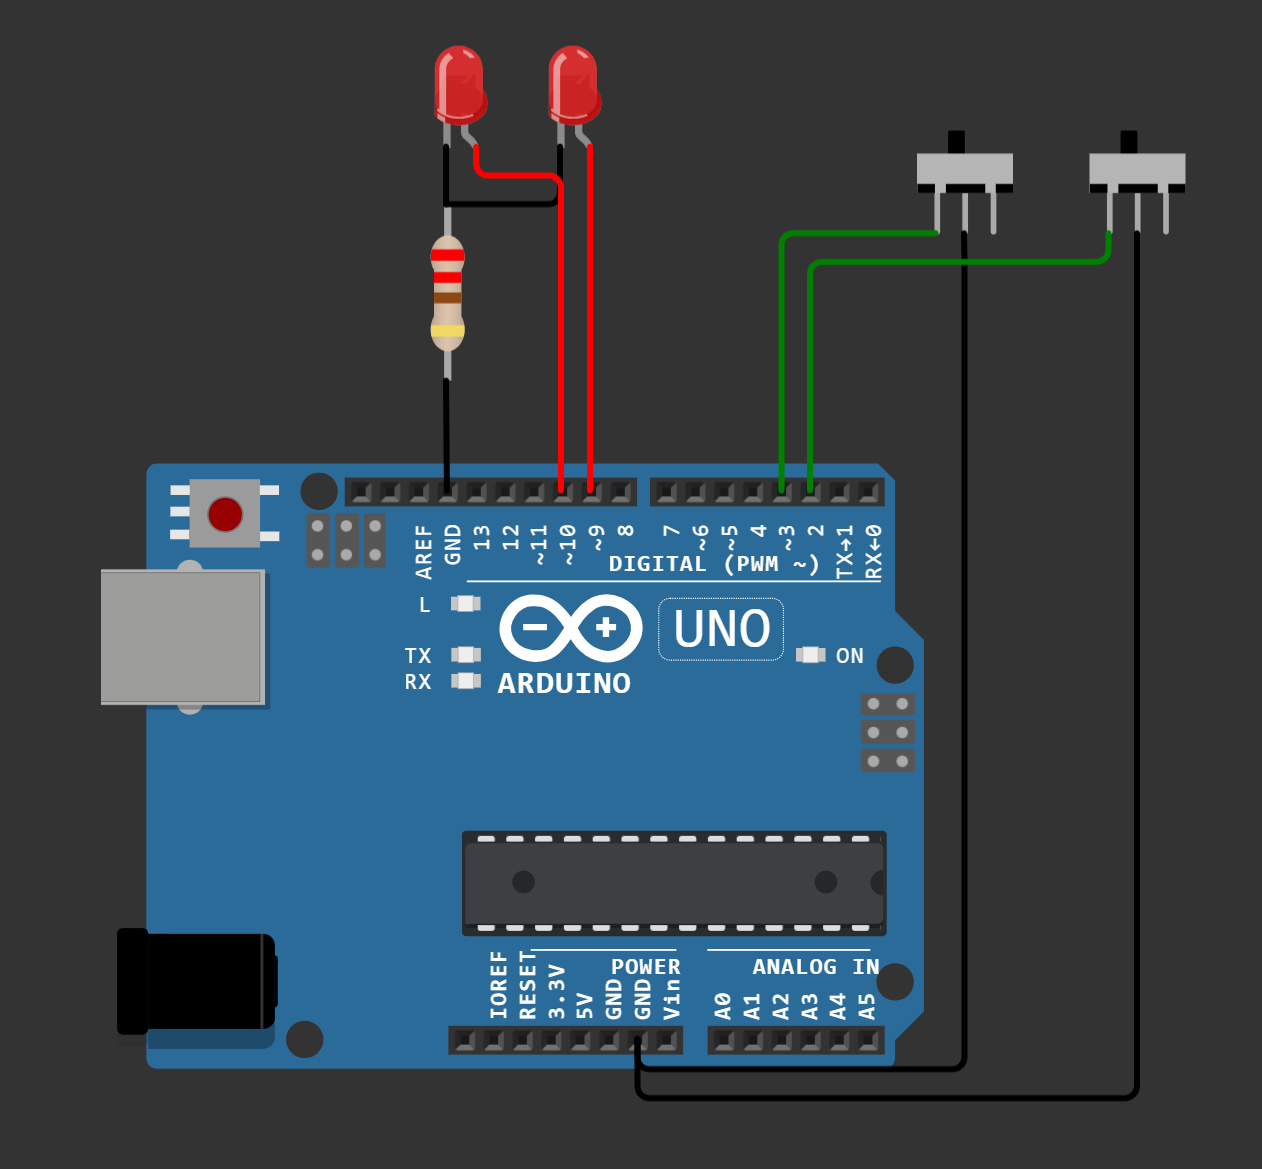 AREF
GND
13
12
~11
~10
~9
8
7
~6
~5
4
~3
2
TX→1
RX←0
DIGITAL (PWM ~)
L
TX
RX
ARDUINO
UNO
ON
POWER
ANALOG IN
IOREF
RESET
3.3V
5V
GND
GND
Vin
A0
A1
A2
A3
A4
A5